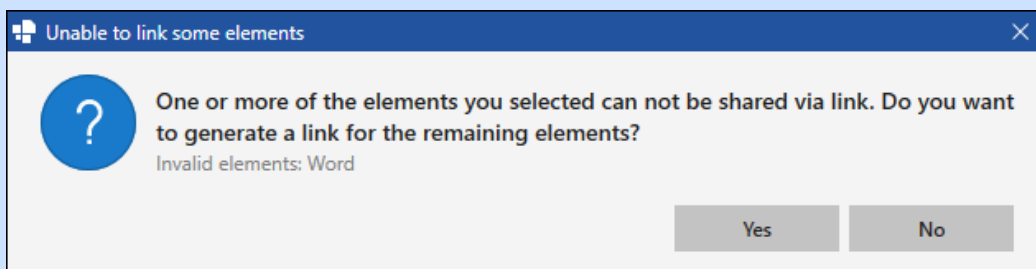 Unable to link some elements
?
One or more of the elements you selected can not be shared via link. Do you want
to generate a link for the remaining elements?
Invalid elements: Word
Yes No